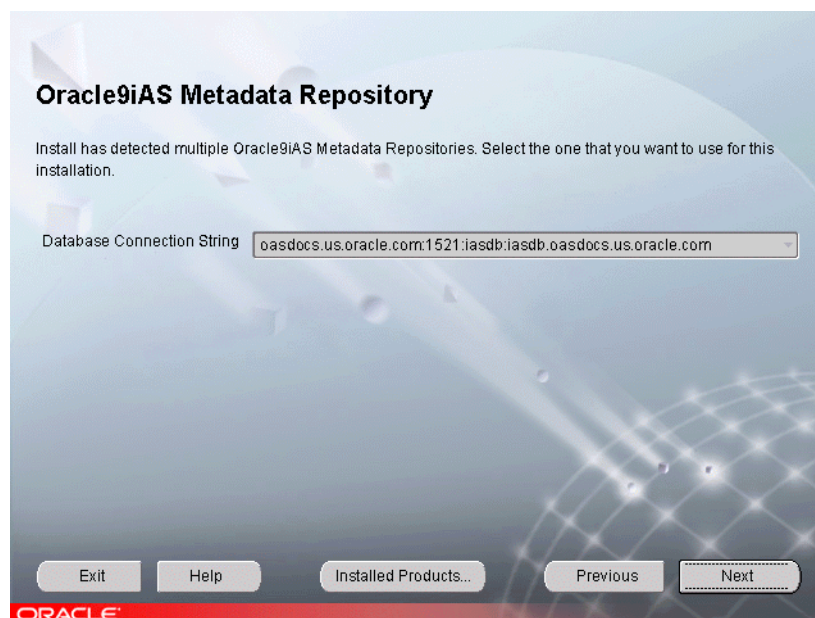 Oracle9iAS Metadata Repository
Install has detected multiple Oracle9iAS Metadata Repositories. Select the one that you want to use for this
installation.
Database Connection String oasdocs.us.oracle.com:1521:iasdb:iasdb.oasdocs.us.oracle.com
Exit Help Installed Products... Previous Next
ORACLE